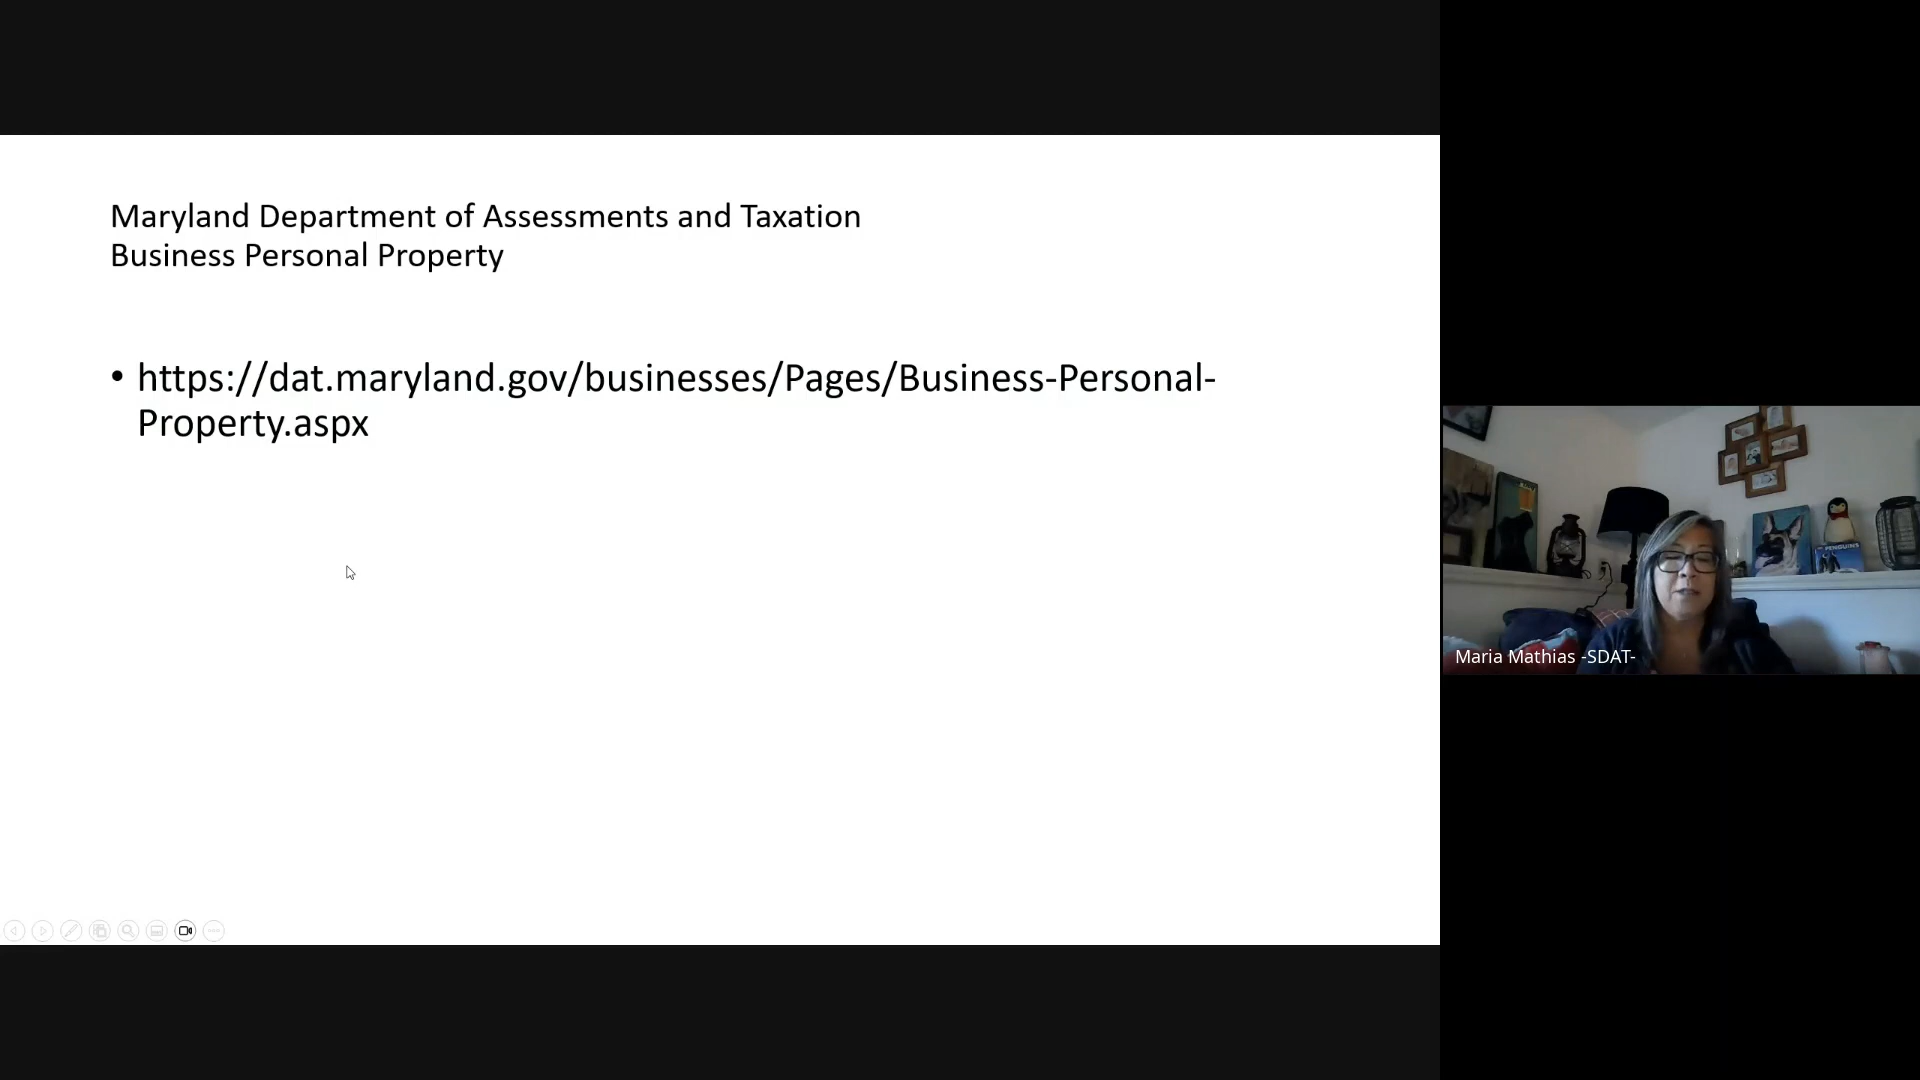 Maryland Department of Assessments and Taxation
Business Personal Property
• https://dat.maryland.gov/businesses/Pages/Business-Personal-
Property.aspx
PENGUINS
Maria Mathias -SDAT-